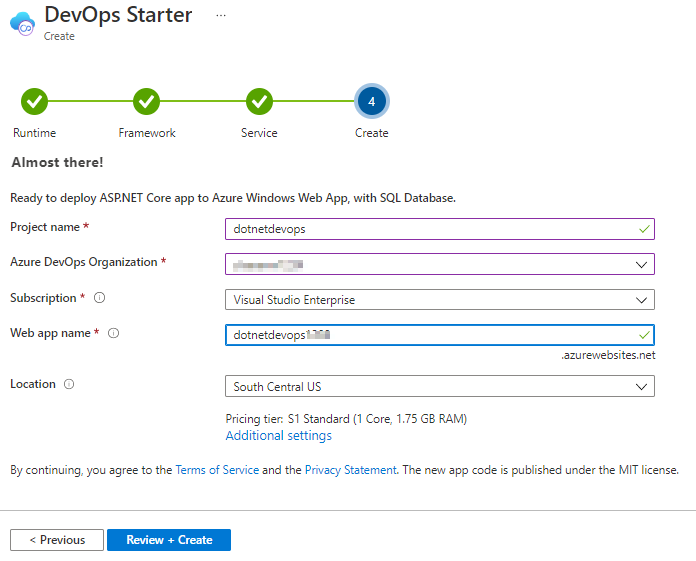 DevOps Starter ...
Create
4
Runtime Framework Service Create
Almost there!
Ready to deploy ASP.NET Core app to Azure Windows Web App, with SQL Database.
Project name * dotnetdevops
Azure DevOps Organization *
Subscription * Visual Studio Enterprise
Web app name * dotnetdevops
.azurewebsites.net
Location South Central US
Pricing tier: S1 Standard (1 Core, 1.75 GB RAM)
Additional settings
By continuing, you agree to the Terms of Service and the Privacy Statement. The new app code is published under the MIT license.
< Previous Review + Create